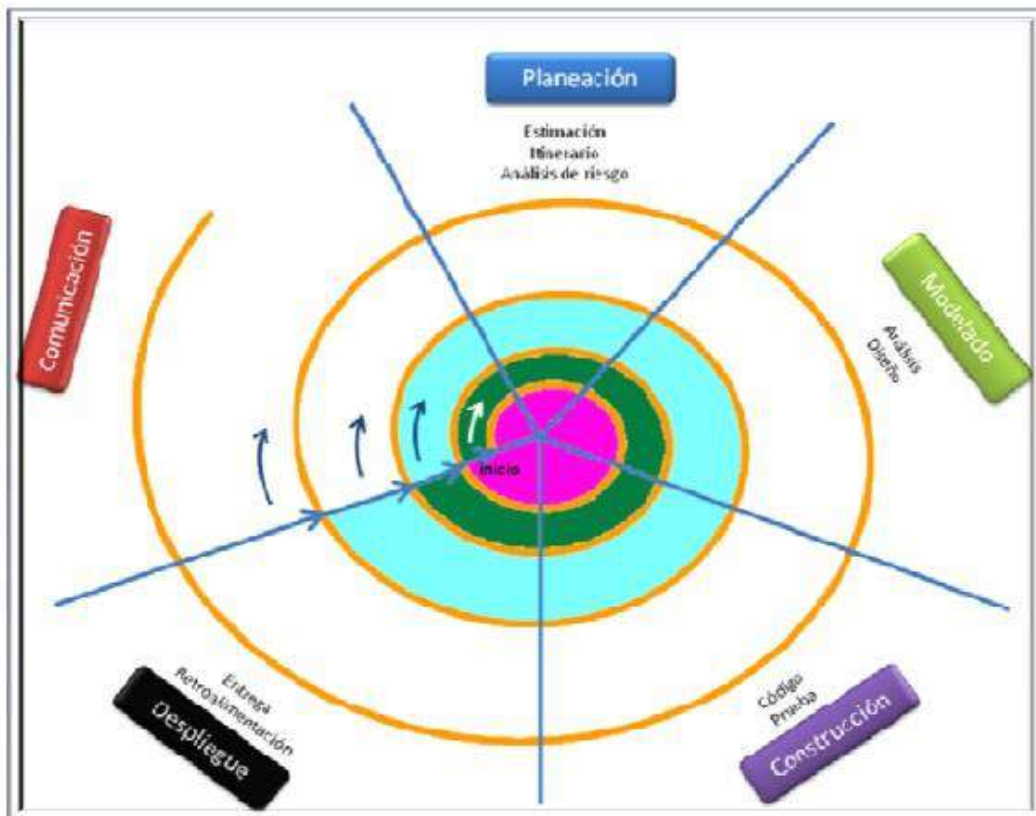 Planeación
Estimación
Itinerario
Análisis de riesgo
Comunicación
Modelado
Análisis
Diseño
inicio
Entrega
Retroalimentación
Despliegue
Código
Prueba
Construcción